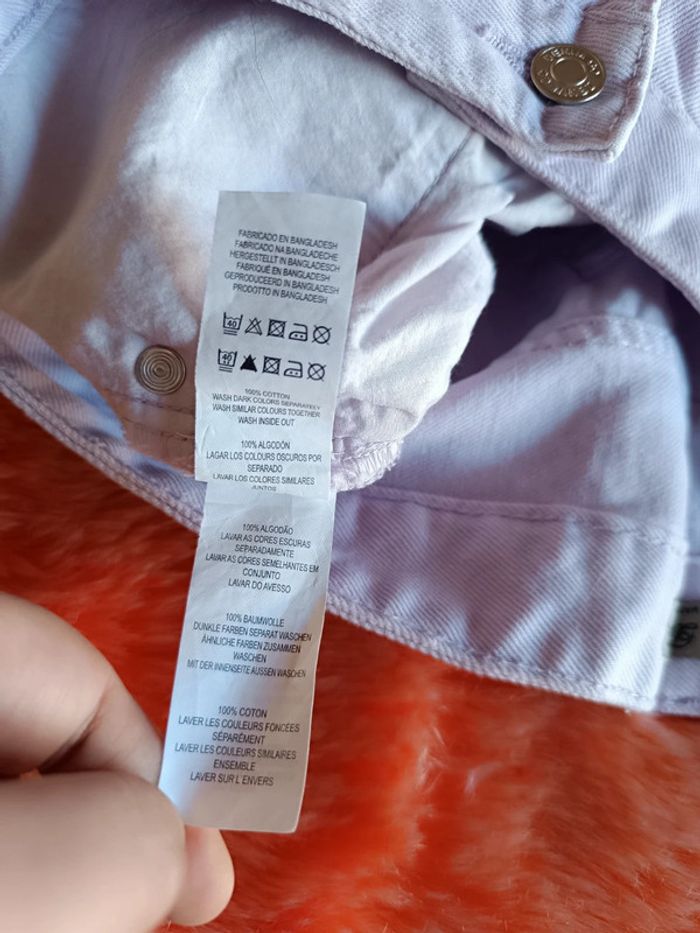 DENIM CO
FABRICADO EN BANGLADESH
FABRICADO NA BANGLADECHE
HERGESTELLT IN BANGLADESCH
FABRIQUÉ EN BANGLADESH
GEPRODUCEERD IN BANGLADESH
PRODOTTO IN BANGLADESH
40
40
100% COTTON
WASH DARK COLORS SEPARATELY
WASH SIMILAR COLOURS TOGETHER
WASH INSIDE OUT
100% ALGODÓN
LAGAR LOS COLOURS OSCUROS POR
SEPARADO
LAVAR LOS COLORES SIMILARES
JUNTOS
100% ALGODÃO
LAVAR AS CORES ESCURAS
SEPARADAMENTE
LAVAR AS CORES SEMELHANTES EM
CONJUNTO
LAVAR DO AVESSO
100% BAUMWOLLE
DUNKLE FARBEN SEPARAT WASCHEN
ÄHNLICHE FARBEN ZUSAMMEN
WASCHEN
MIT DER INNENSEITE AUSSEN WASCHEN
100% COTON
LAVER LES COULEURS FONCÉES
SÉPARÉMENT
LAVER LES COULEURS SIMILAIRES
ENSEMBLE
LAVER SUR L'ENVERS